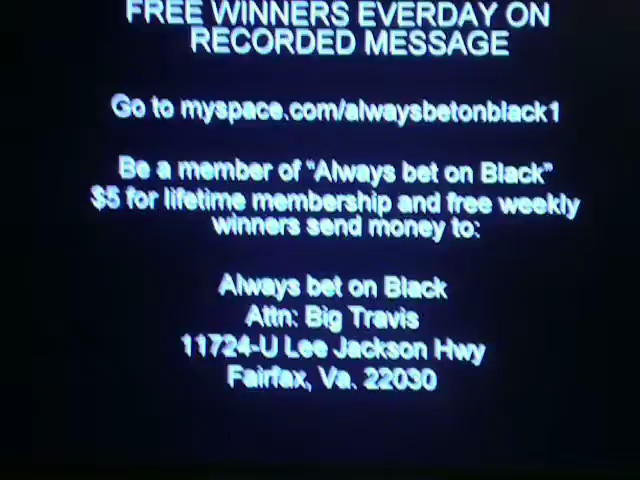 FREE WINNERS EVERDAY ON
RECORDED MESSAGE
Go to myspace.com/alwaysbetonblack1
Be a member of "Always bet on Black"
$5 for lifetime membership and free weekly
winners send money to:
Always bet on Black
Attn: Big Travis
11724-U Lee Jackson Hwy
Fairfax, Va. 22030